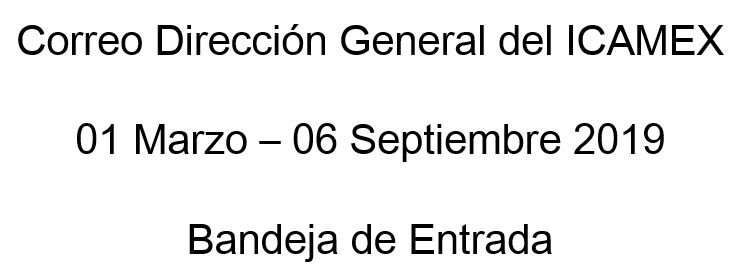 Correo Dirección General del ICAMEX
01 Marzo – 06 Septiembre 2019
Bandeja de Entrada